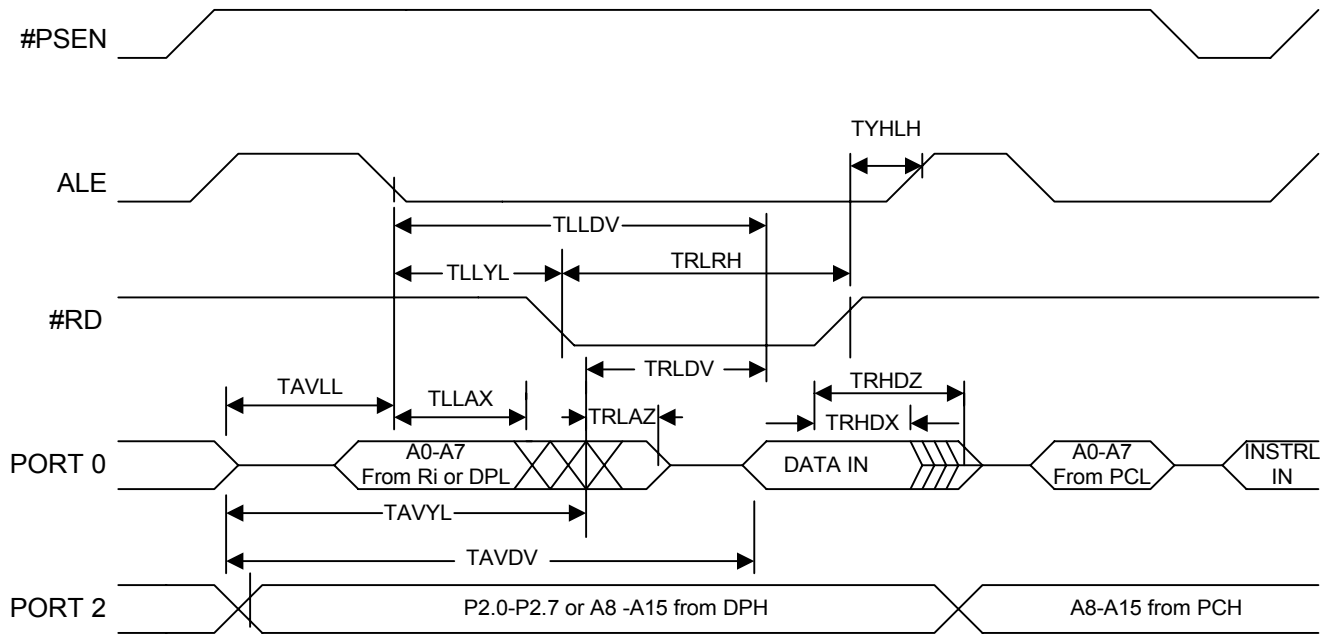 #PSEN
TYHLH
ALE
TLLDV
TLLYL
TRLRH
#RD
TRLDV
TAVLL
TLLAX
TRLAZ
TRHDZ
TRHDX
PORT 0
A0-A7
From Ri or DPL
DATA IN
A0-A7
From PCL
INSTRL
IN
TAVYL
TAVDV
PORT 2
P2.0-P2.7 or A8 -A15 from DPH
A8-A15 from PCH